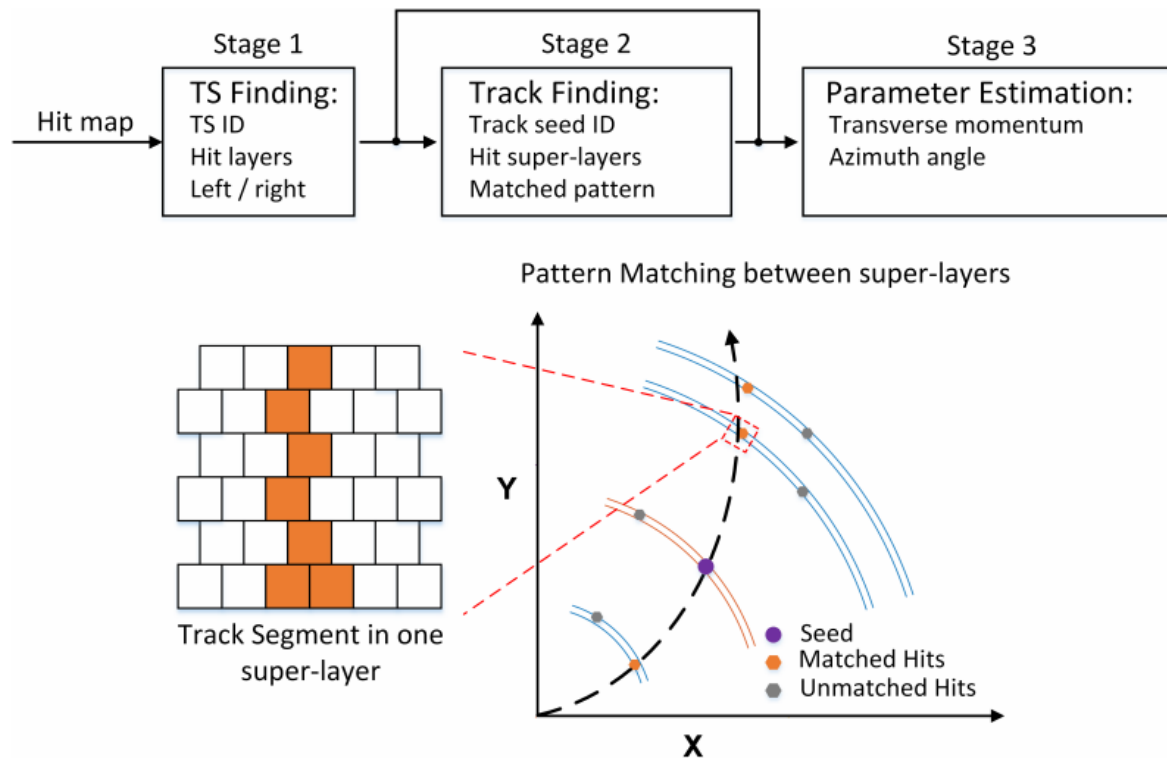 Stage 1
Stage 2
Stage 3
Hit map
TS Finding:
TS ID
Hit layers
Left / right
Track Finding:
Track seed ID
Hit super-layers
Matched pattern
Parameter Estimation:
Transverse momentum
Azimuth angle
Pattern Matching between super-layers
Y
X
Seed
Matched Hits
Unmatched Hits
Track Segment in one
super-layer